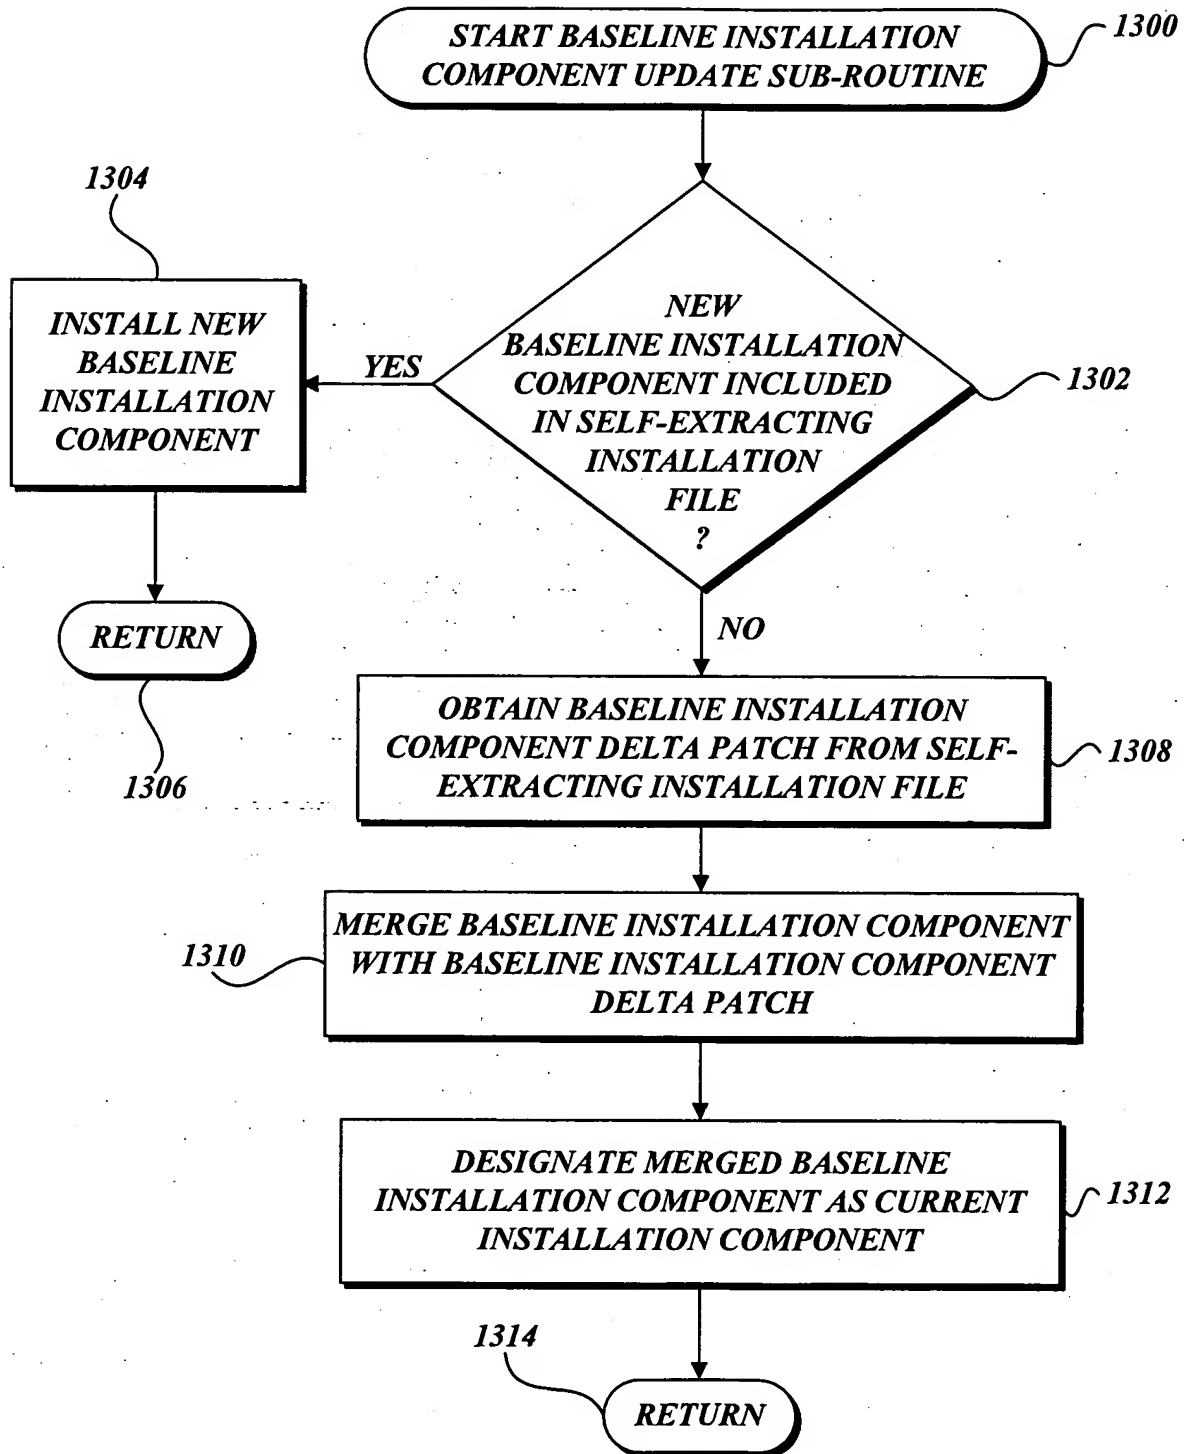 START BASELINE INSTALLATION
COMPONENT UPDATE SUB-ROUTINE
1300
1304
INSTALL NEW
BASELINE
INSTALLATION
COMPONENT
YES
NEW
BASELINE INSTALLATION
COMPONENT INCLUDED
IN SELF-EXTRACTING
INSTALLATION
FILE
?
1302
RETURN
1306
NO
OBTAIN BASELINE INSTALLATION
COMPONENT DELTA PATCH FROM SELF-
EXTRACTING INSTALLATION FILE
1308
MERGE BASELINE INSTALLATION COMPONENT
WITH BASELINE INSTALLATION COMPONENT
DELTA PATCH
1310
DESIGNATE MERGED BASELINE
INSTALLATION COMPONENT AS CURRENT
INSTALLATION COMPONENT
1312
1314
RETURN